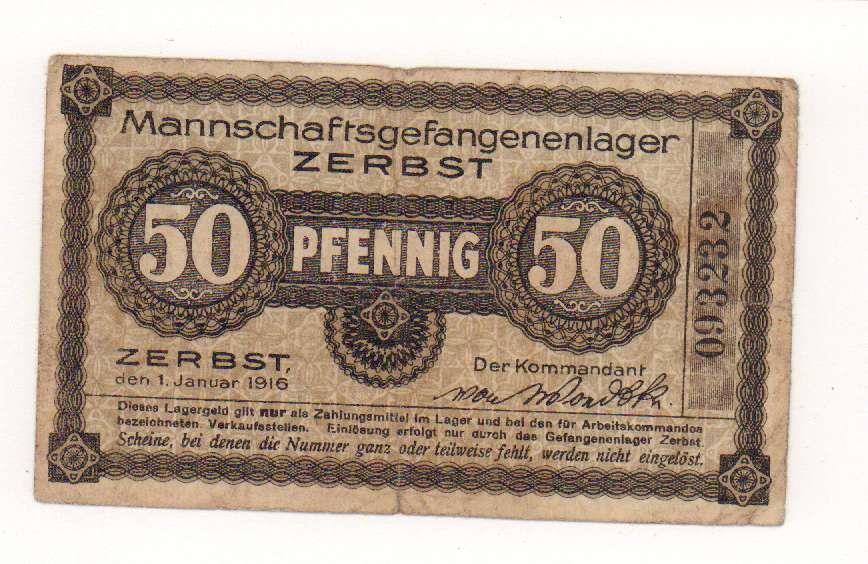 Mannschaftsgefangenenlager
ZERBST
50 PFENNIG 50
093232
ZERBST,
den 1. Januar 1916
Der Kommandant
Dieses Lagergeld gilt nur als Zahlungsmittel im Lager und bei den für Arbeitskommandos
bezeichneten Verkaufsstellen. Einlösung erfolgt nur durch das Gefangenenlager Zerbst.
Scheine, bei denen die Nummer ganz oder teilweise fehlt, werden nicht eingelöst.